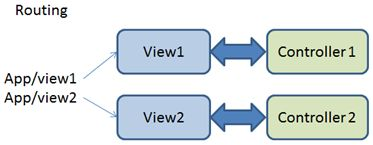 Routing
View1
Controller 1
App/view1
App/view2
View2
Controller 2